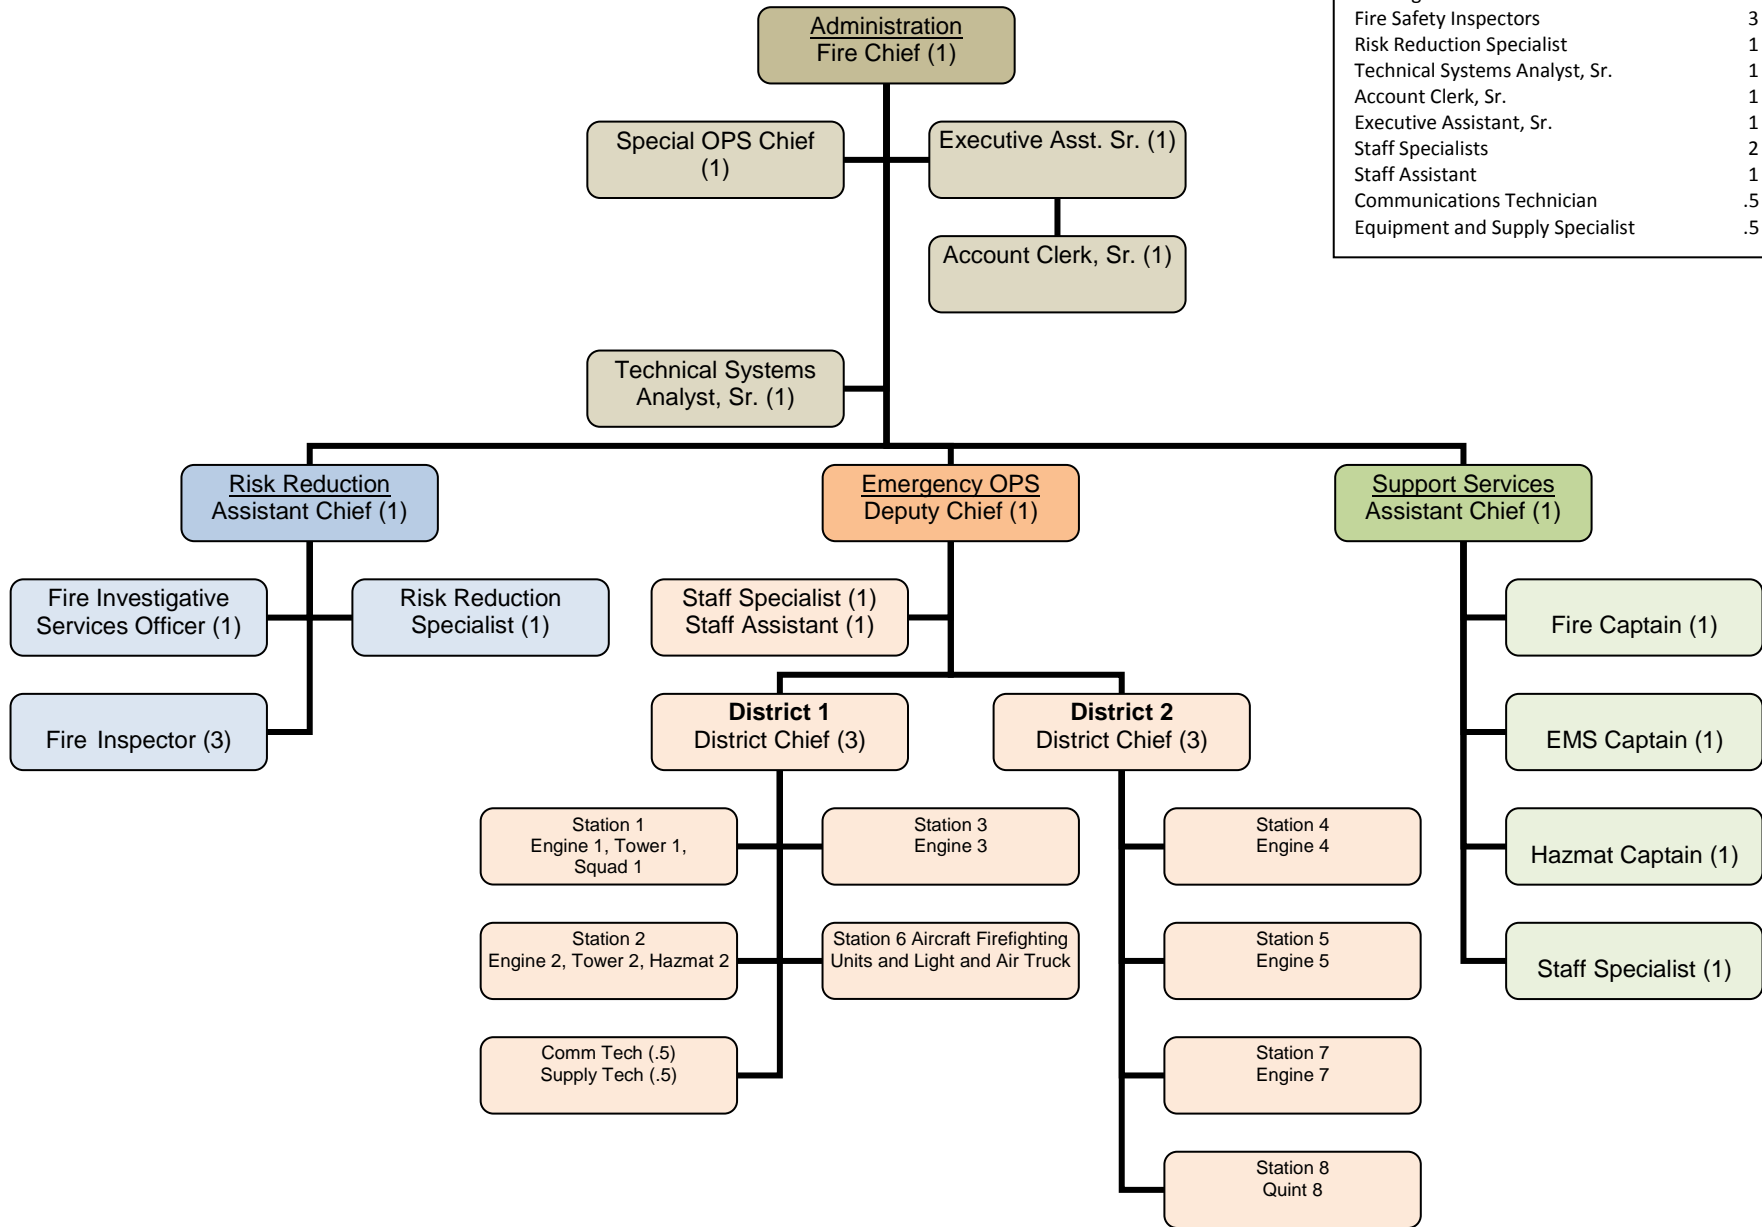 Administration
Fire Chief (1)
Fire Safety Inspectors 3
Risk Reduction Specialist 1
Technical Systems Analyst, Sr. 1
Account Clerk, Sr. 1
Executive Assistant, Sr. 1
Staff Specialists 2
Staff Assistant 1
Communications Technician .5
Equipment and Supply Specialist .5
Special OPS Chief
(1)
Executive Asst. Sr. (1)
Account Clerk, Sr. (1)
Technical Systems
Analyst, Sr. (1)
Risk Reduction
Assistant Chief (1)
Emergency OPS
Deputy Chief (1)
Support Services
Assistant Chief (1)
Fire Investigative
Services Officer (1)
Risk Reduction
Specialist (1)
Staff Specialist (1)
Staff Assistant (1)
Fire Captain (1)
Fire Inspector (3)
District 1
District Chief (3)
District 2
District Chief (3)
EMS Captain (1)
Station 1
Engine 1, Tower 1,
Squad 1
Station 3
Engine 3
Station 4
Engine 4
Hazmat Captain (1)
Station 2
Engine 2, Tower 2, Hazmat 2
Station 6 Aircraft Firefighting
Units and Light and Air Truck
Station 5
Engine 5
Staff Specialist (1)
Comm Tech (.5)
Supply Tech (.5)
Station 7
Engine 7
Station 8
Quint 8